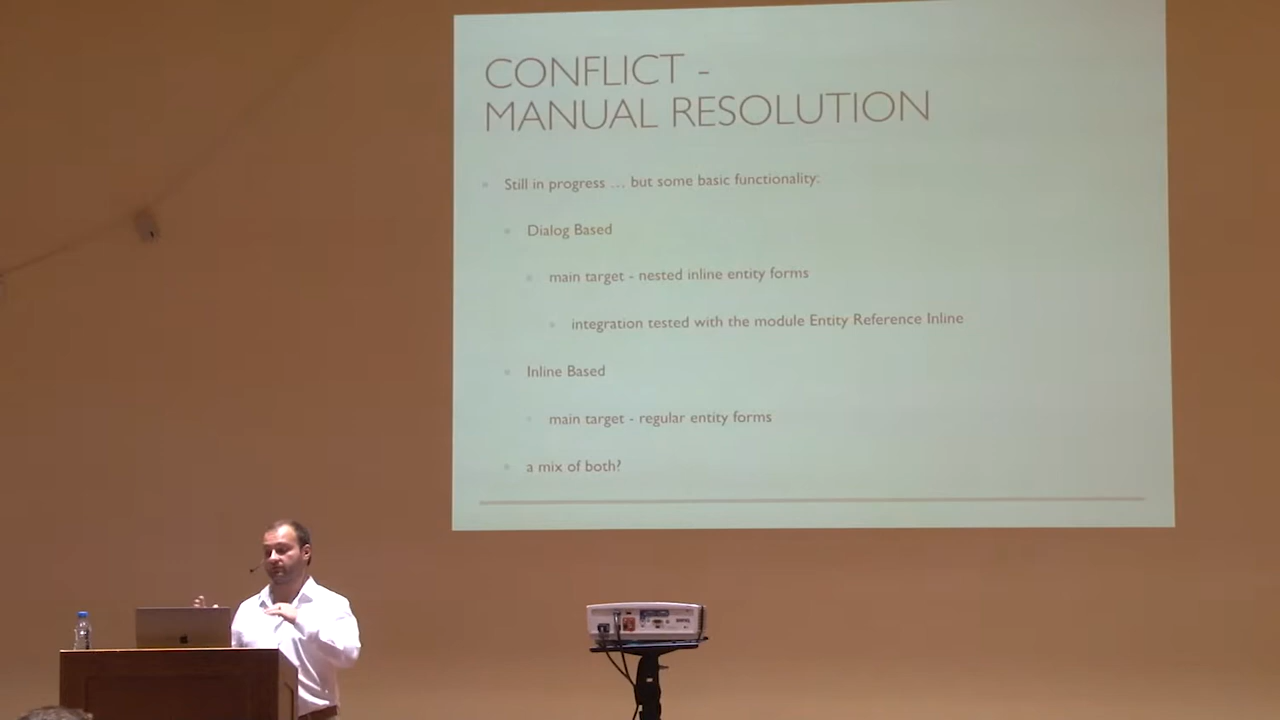 CONFLICT -
MANUAL RESOLUTION
Still in progress ... but some basic functionality:
Dialog Based
main target - nested inline entity forms
integration tested with the module Entity Reference Inline
Inline Based
main target - regular entity forms
a mix of both?